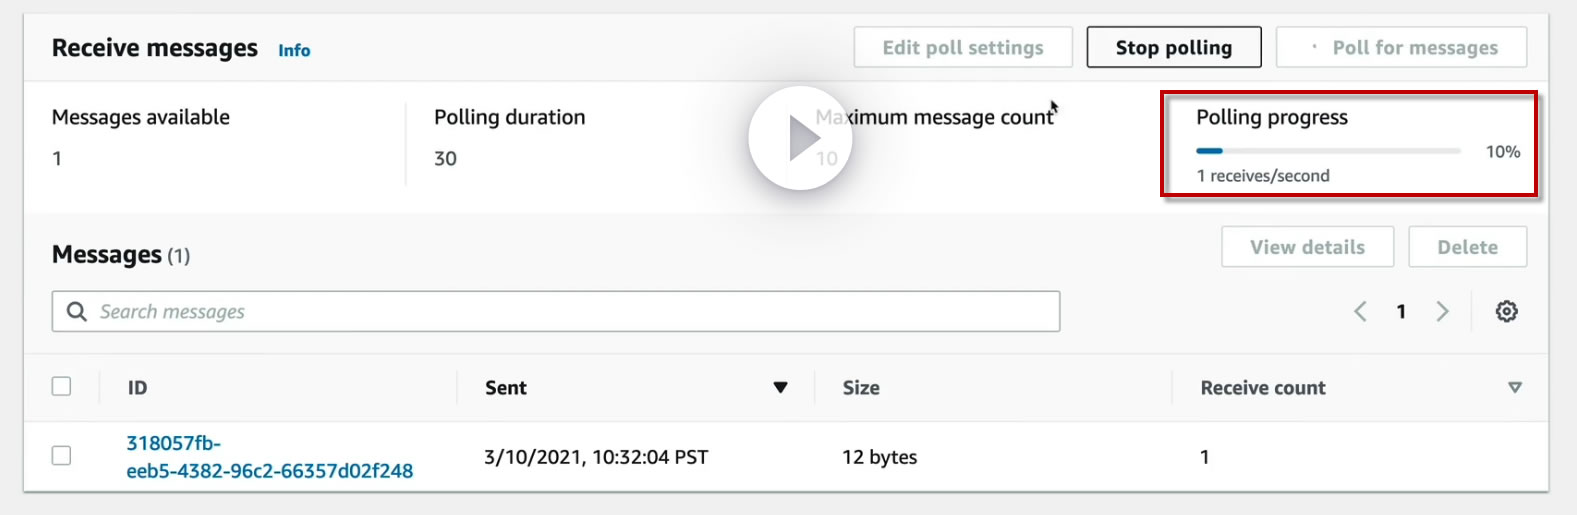 Receive messages Info
Edit poll settings
Stop polling
Poll for messages
Messages available
1
Polling duration
30
Maximum message count
10
Polling progress
10%
1 receives/second
Messages (1)
View details
Delete
Search messages
1
ID
Sent
Size
Receive count
318057fb-
eeb5-4382-96c2-66357d02f248
3/10/2021, 10:32:04 PST
12 bytes
1